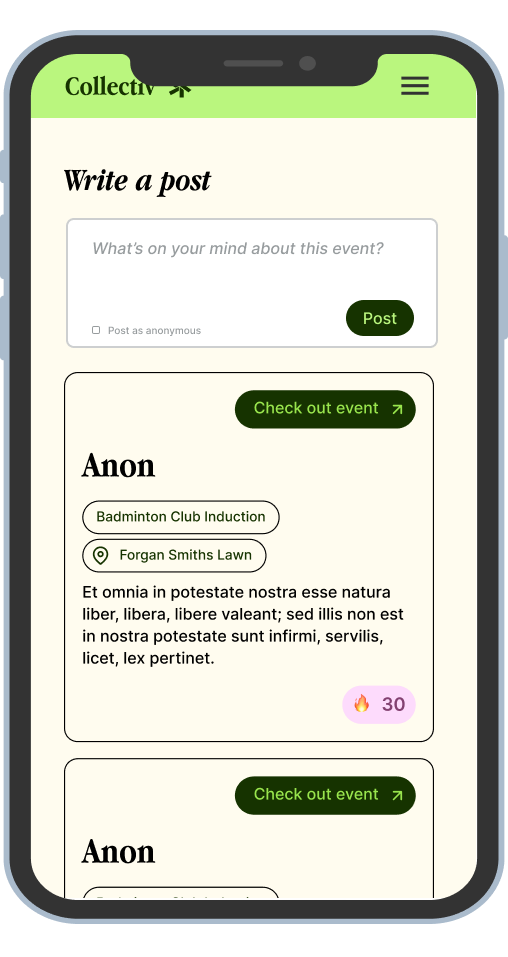 Collectiv
Write a post
What's on your mind about this event?
Post as anonymous
Post
Check out event
Anon
Badminton Club Induction
Forgan Smiths Lawn
Et omnia in potestate nostra esse natura
liber, libera, libere valeant; sed illis non est
in nostra potestate sunt infirmi, servilis,
licet, lex pertinet.
30
Check out event
Anon